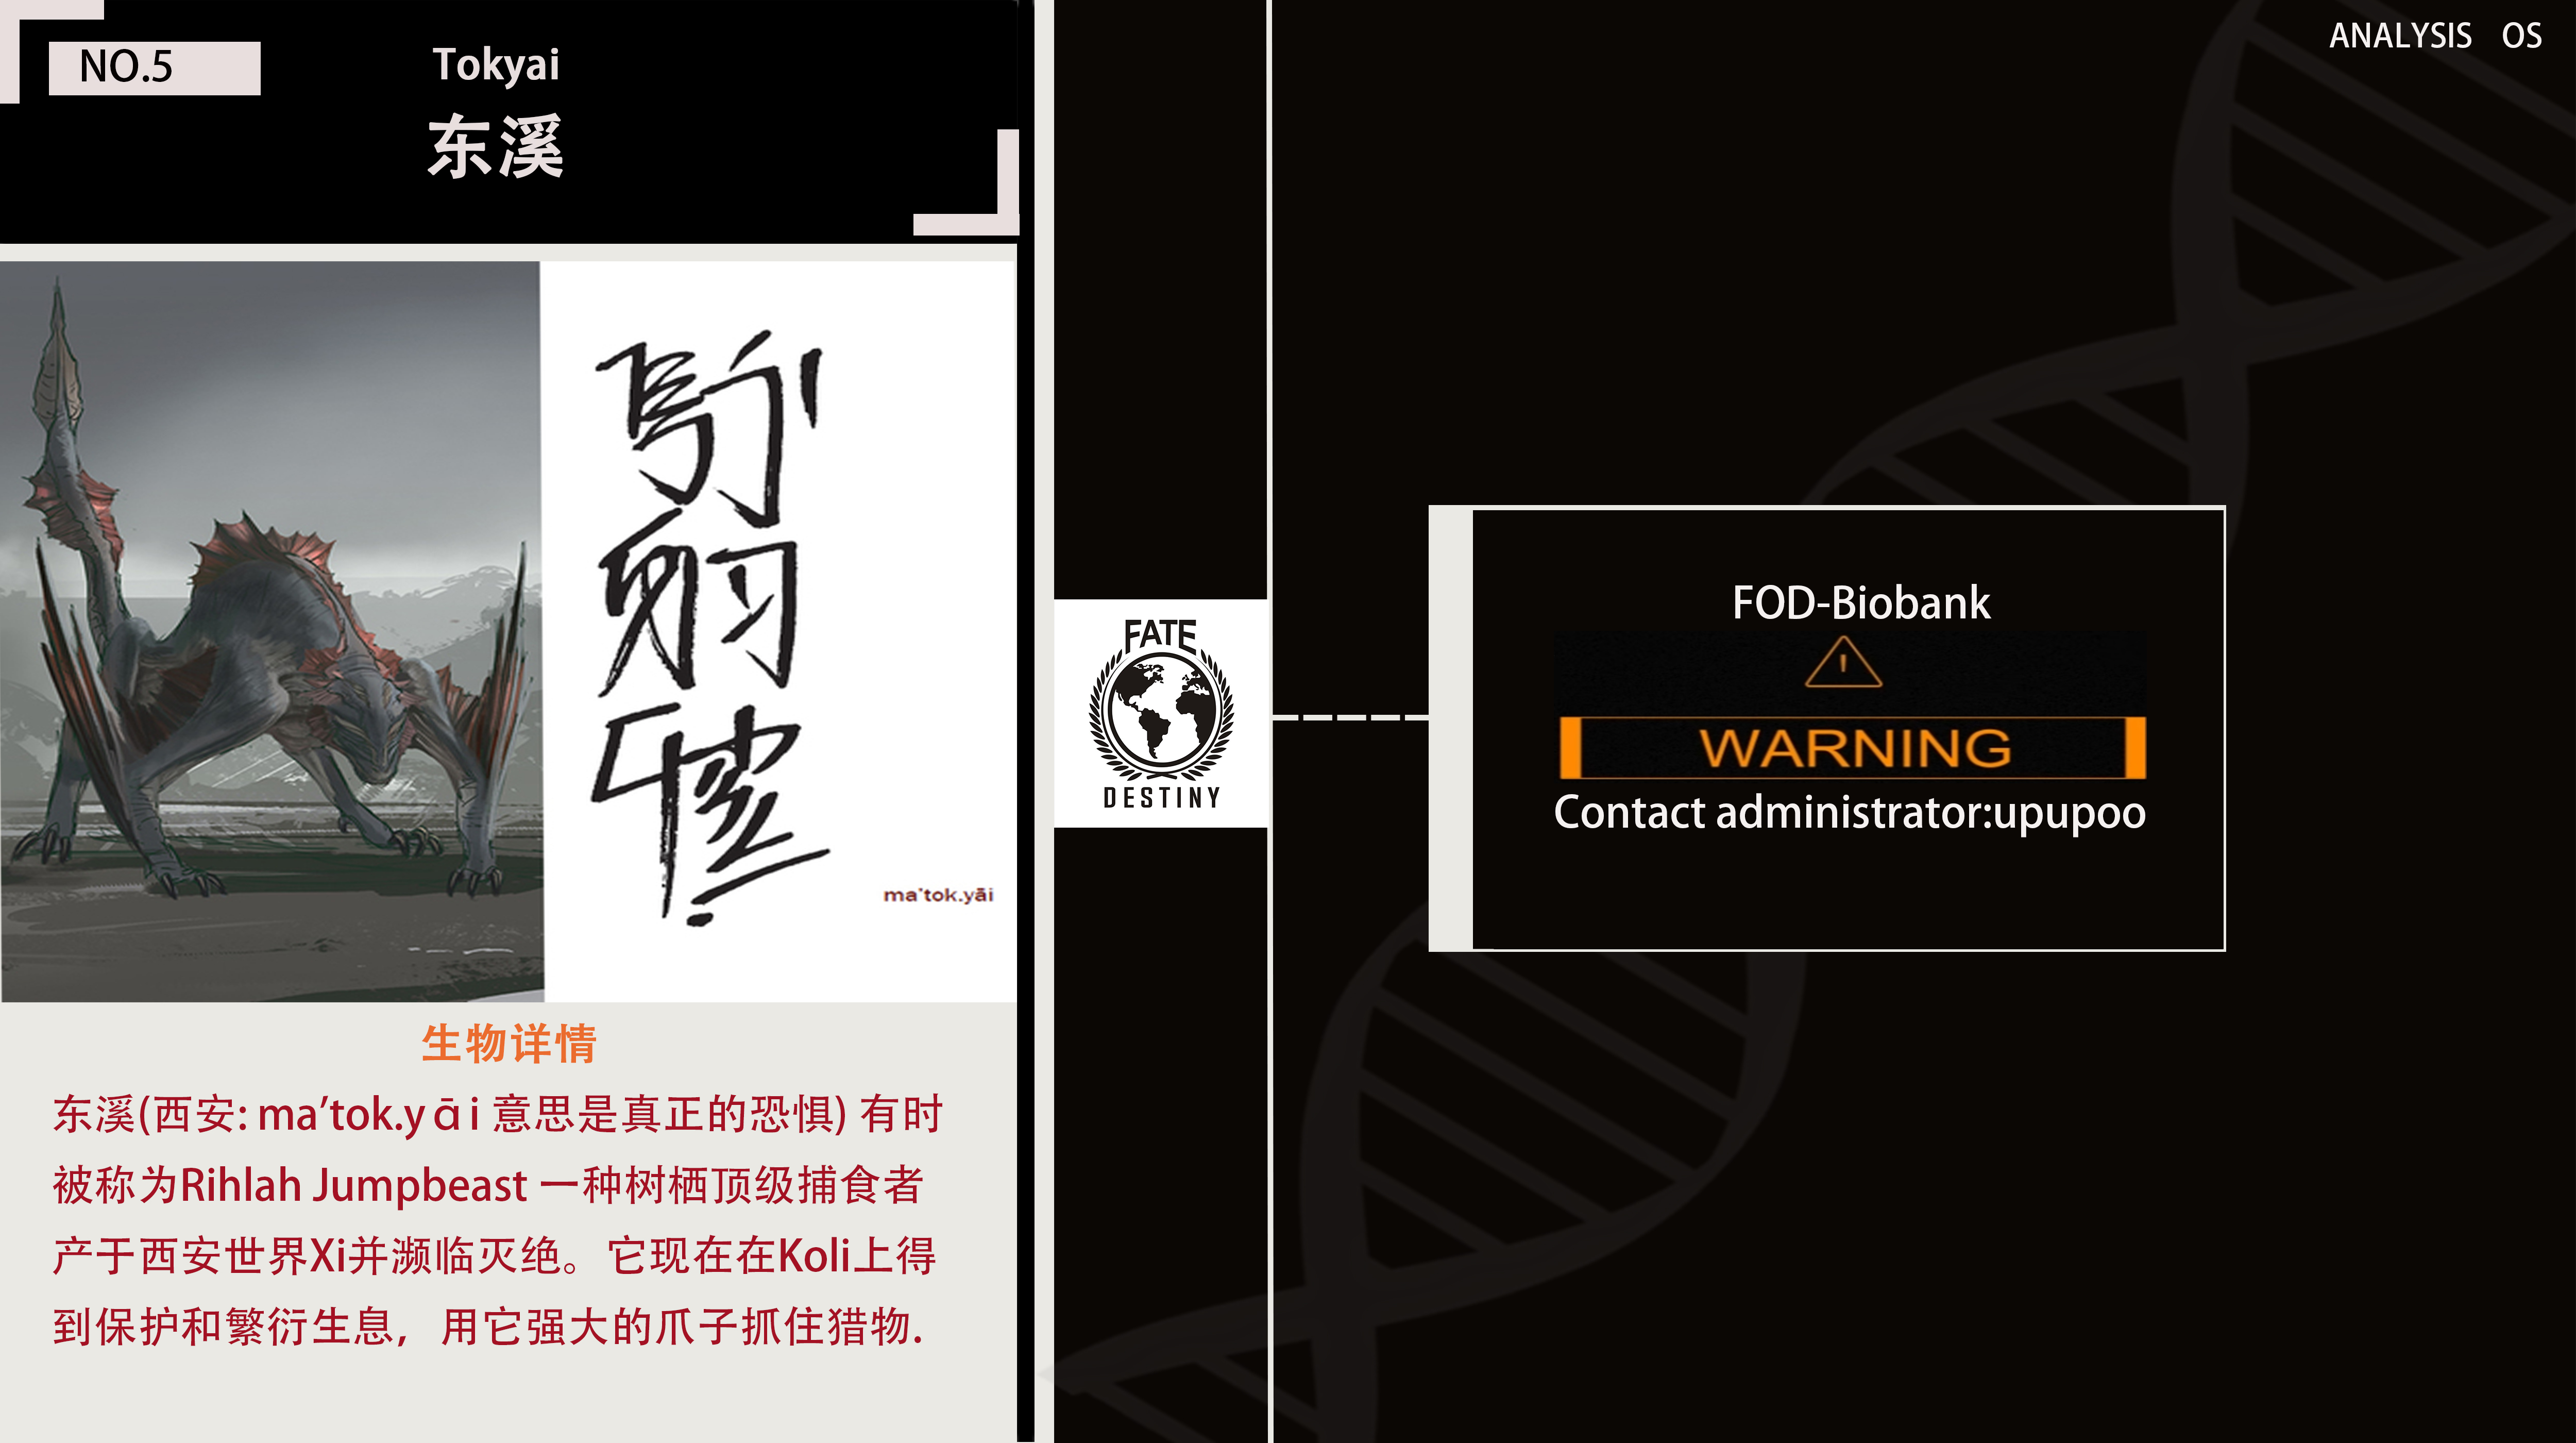 NO.5
Tokyai
东溪
ma'tok.yāi
生物详情
东溪(西安: ma’tok.yāi 意思是真正的恐惧) 有时
被称为Rihlah Jumpbeast 一种树栖顶级捕食者
产于西安世界Xi并濒临灭绝。它现在在Koli上得
到保护和繁衍生息，用它强大的爪子抓住猎物.
FATE
DESTINY
ANALYSIS OS
FOD-Biobank
WARNING
Contact administrator:upupoo